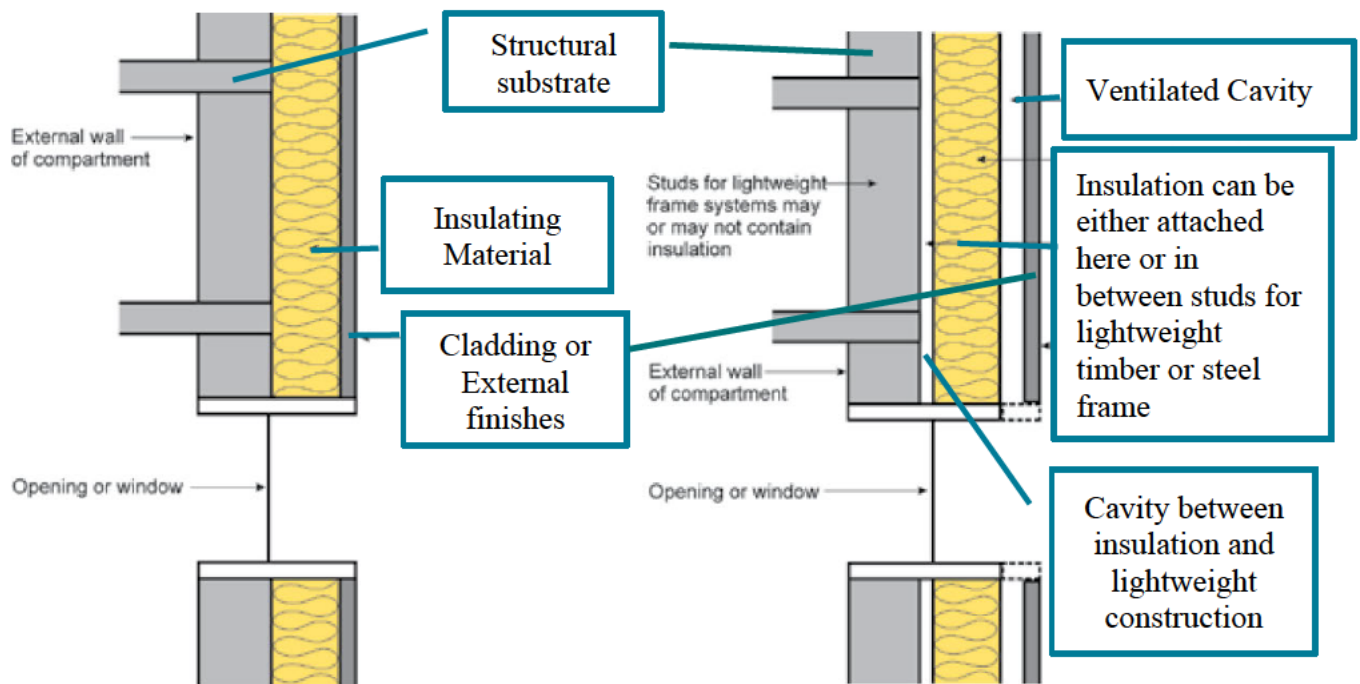 Structural
substrate
External wall
of compartment
Insulating
Material
Cladding or
External
finishes
Opening or window
Ventilated Cavity
Studs for lightweight
frame systems may
or may not contain
insulation
Insulation can be
either attached
here or in
between studs for
lightweight
timber or steel
frame
External wall
of compartment
Opening or window
Cavity between
insulation and
lightweight
construction